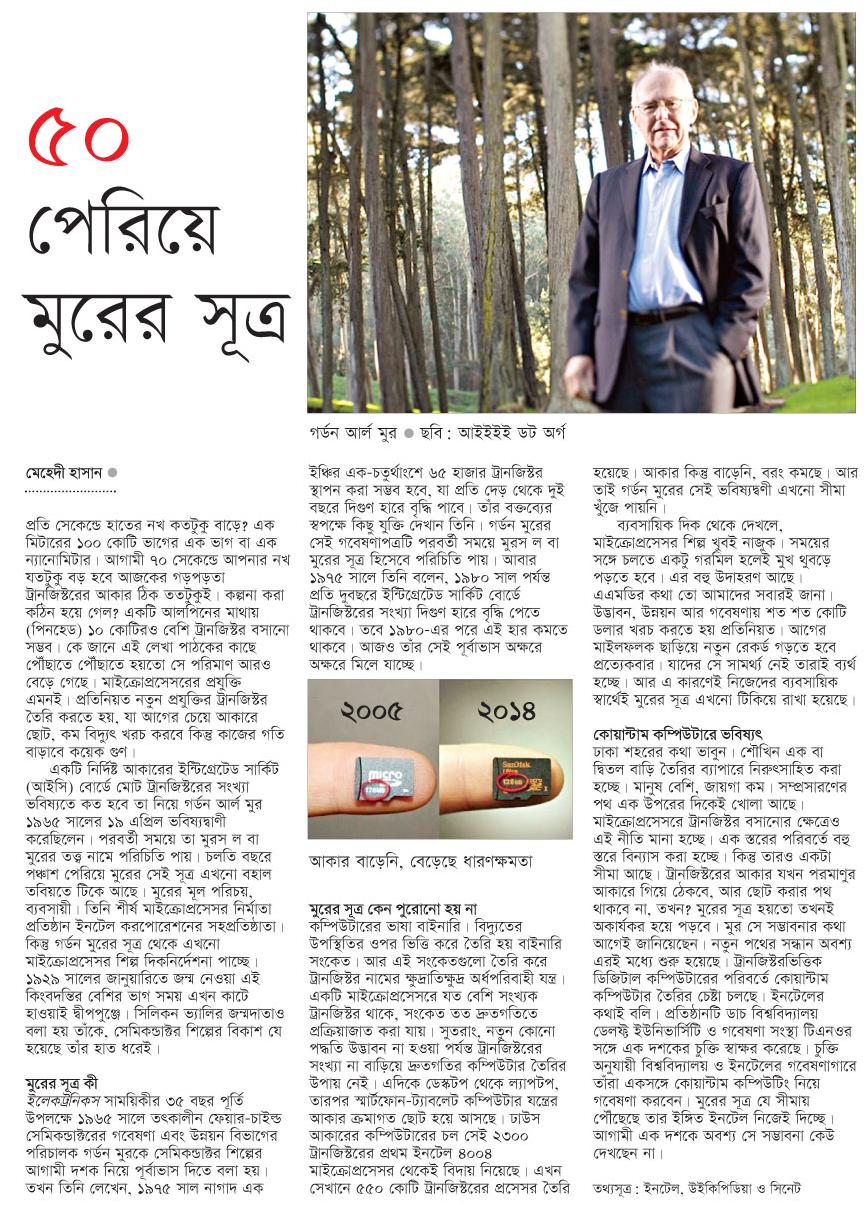 ৫০
পেরিয়ে
মুরের সূত্র
গর্ডন আর্ল মুর ● ছবি : আইইইই ডট অর্গ
মেহেদী হাসান ●
প্রতি সেকেন্ডে হাতের নখ কতটুকু বাড়ে? এক
মিটারের ১০০ কোটি ভাগের এক ভাগ বা এক
ন্যানোমিটার। আগামী ৭০ সেকেন্ডে আপনার নখ
যতটুকু বড় হবে আজকের গড়পড়তা
ট্রানজিস্টরের আকার ঠিক ততটুকুই। কল্পনা করা
কঠিন হয়ে গেল? একটি আলপিনের মাথায়
(পিনহেড) ১০ কোটিরও বেশি ট্রানজিস্টর বসানো
সম্ভব। কে জানে এই লেখা পাঠকের কাছে
পৌঁছাতে পৌঁছাতে হয়তো সে পরিমাণ আরও
বেড়ে গেছে। মাইক্রোপ্রসেসরের প্রযুক্তি
এমনই। প্রতিনিয়ত নতুন প্রযুক্তির ট্রানজিস্টর
তৈরি করতে হয়, যা আগের চেয়ে আকারে
ছোট, কম বিদ্যুৎ খরচ করবে কিন্তু কাজের গতি
বাড়াবে কয়েক গুণ।
একটি নির্দিষ্ট আকারের ইন্টিগ্রেটেড সার্কিট
(আইসি) বোর্ডে মোট ট্রানজিস্টরের সংখ্যা
ভবিষ্যতে কত হবে তা নিয়ে গর্ডন আর্ল মুর
১৯৬৫ সালের ১৯ এপ্রিল ভবিষ্যদ্বাণী
করেছিলেন। পরবর্তী সময়ে তা মুরস ল বা
মুরের তত্ত্ব নামে পরিচিতি পায়। চলতি বছরে
পঞ্চাশ পেরিয়ে মুরের সেই সূত্র এখনো বহাল
তবিয়তে টিকে আছে। মুরের মূল পরিচয়,
ব্যবসায়ী। তিনি শীর্ষ মাইক্রোপ্রসেসর নির্মাতা
প্রতিষ্ঠান ইনটেল করপোরেশনের সহপ্রতিষ্ঠাতা।
কিন্তু গর্ডন মুরের সূত্র থেকে এখনো
মাইক্রোপ্রসেসর শিল্প দিকনির্দেশনা পাচ্ছে।
১৯২৯ সালের জানুয়ারিতে জন্ম নেওয়া এই
কিংবদন্তির বেশির ভাগ সময় এখন কাটে
হাওয়াই দ্বীপপুঞ্জে। সিলিকন ভ্যালির জন্মদাতাও
বলা হয় তাঁকে, সেমিকন্ডাক্টর শিল্পের বিকাশ যে
হয়েছে তাঁর হাত ধরেই।
মুরের সূত্র কী
ইলেকট্রনিকস সাময়িকীর ৩৫ বছর পূর্তি
উপলক্ষে ১৯৬৫ সালে তৎকালীন ফেয়ার-চাইল্ড
সেমিকন্ডাক্টরের গবেষণা এবং উন্নয়ন বিভাগের
পরিচালক গর্ডন মুরকে সেমিকন্ডাক্টর শিল্পের
আগামী দশক নিয়ে পূর্বাভাস দিতে বলা হয়।
তখন তিনি লেখেন, ১৯৭৫ সাল নাগাদ এক
ইঞ্চির এক-চতুর্থাংশে ৬৫ হাজার ট্রানজিস্টর
স্থাপন করা সম্ভব হবে, যা প্রতি দেড় থেকে দুই
বছরে দিগুণ হারে বৃদ্ধি পাবে। তাঁর বক্তব্যের
স্বপক্ষে কিছু যুক্তি দেখান তিনি। গর্ডন মুরের
সেই গবেষণাপত্রটি পরবর্তী সময়ে মুরস ল বা
মুরের সূত্র হিসেবে পরিচিতি পায়। আবার
১৯৭৫ সালে তিনি বলেন, ১৯৮০ সাল পর্যন্ত
প্রতি দুবছরে ইন্টিগ্রেটেড সার্কিট বোর্ডে
ট্রানজিস্টরের সংখ্যা দিগুণ হারে বৃদ্ধি পেতে
থাকবে। তবে ১৯৮০-এর পরে এই হার কমতে
থাকবে। আজও তাঁর সেই পূর্বাভাস অক্ষরে
অক্ষরে মিলে যাচ্ছে।
২০০৫
২০১৪
micro
128MB
SanDisk
Ultra
128GB
আকার বাড়েনি, বেড়েছে ধারণক্ষমতা
মুরের সূত্র কেন পুরোনো হয় না
কম্পিউটারের ভাষা বাইনারি। বিদ্যুতের
উপস্থিতির ওপর ভিত্তি করে তৈরি হয় বাইনারি
সংকেত। আর এই সংকেতগুলো তৈরি করে
ট্রানজিস্টর নামের ক্ষুদ্রাতিক্ষুদ্র অর্ধপরিবাহী যন্ত্র।
একটি মাইক্রোপ্রসেসরে যত বেশি সংখ্যক
ট্রানজিস্টর থাকে, সংকেত তত দ্রুতগতিতে
প্রক্রিয়াজাত করা যায়। সুতরাং, নতুন কোনো
পদ্ধতি উদ্ভাবন না হওয়া পর্যন্ত ট্রানজিস্টরের
সংখ্যা না বাড়িয়ে দ্রুতগতির কম্পিউটার তৈরির
উপায় নেই। এদিকে ডেস্কটপ থেকে ল্যাপটপ,
তারপর স্মার্টফোন-ট্যাবলেট কম্পিউটার যন্ত্রের
আকার ক্রমাগত ছোট হয়ে আসছে। ঢাউস
আকারের কম্পিউটারের চল সেই ২৩০০
ট্রানজিস্টরের প্রথম ইনটেল ৪০০৪
মাইক্রোপ্রসেসর থেকেই বিদায় নিয়েছে। এখন
সেখানে ৫৫০ কোটি ট্রানজিস্টরের প্রসেসর তৈরি
হয়েছে। আকার কিন্তু বাড়েনি, বরং কমছে। আর
তাই গর্ডন মুরের সেই ভবিষ্যদ্বণী এখনো সীমা
খুঁজে পায়নি।
ব্যবসায়িক দিক থেকে দেখলে,
মাইক্রোপ্রসেসর শিল্প খুবই নাজুক। সময়ের
সঙ্গে চলতে একটু গরমিল হলেই মুখ থুবড়ে
পড়তে হবে। এর বহু উদাহরণ আছে।
এএমডির কথা তো আমাদের সবারই জানা।
উদ্ভাবন, উন্নয়ন আর গবেষণায় শত শত কোটি
ডলার খরচ করতে হয় প্রতিনিয়ত। আগের
মাইলফলক ছাড়িয়ে নতুন রেকর্ড গড়তে হবে
প্রত্যেকবার। যাদের সে সামর্থ্য নেই তারাই ব্যর্থ
হচ্ছে। আর এ কারণেই নিজেদের ব্যবসায়িক
স্বার্থেই মুরের সূত্র এখনো টিকিয়ে রাখা হয়েছে।
কোয়ান্টাম কম্পিউটারে ভবিষ্যৎ
ঢাকা শহরের কথা ভাবুন। শৌখিন এক বা
দ্বিতল বাড়ি তৈরির ব্যাপারে নিরুৎসাহিত করা
হচ্ছে। মানুষ বেশি, জায়গা কম। সম্প্রসারণের
পথ এক উপরের দিকেই খোলা আছে।
মাইক্রোপ্রসেসরে ট্রানজিস্টর বসানোর ক্ষেত্রেও
এই নীতি মানা হচ্ছে। এক স্তরের পরিবর্তে বহু
স্তরে বিন্যাস করা হচ্ছে। কিন্তু তারও একটা
সীমা আছে। ট্রানজিস্টরের আকার যখন পরমাণুর
আকারে গিয়ে ঠেকবে, আর ছোট করার পথ
থাকবে না, তখন? মুরের সূত্র হয়তো তখনই
অকার্যকর হয়ে পড়বে। মুর সে সম্ভাবনার কথা
আগেই জানিয়েছেন। নতুন পথের সন্ধান অবশ্য
এরই মধ্যে শুরু হয়েছে। ট্রানজিস্টরভিত্তিক
ডিজিটাল কম্পিউটারের পরিবর্তে কোয়ান্টাম
কম্পিউটার তৈরির চেষ্টা চলছে। ইনটেলের
কথাই বলি। প্রতিষ্ঠানটি ডাচ বিশ্ববিদ্যালয়
ডেলফ্ট ইউনিভার্সিটি ও গবেষণা সংস্থা টিএনওর
সঙ্গে এক দশকের চুক্তি স্বাক্ষর করেছে। চুক্তি
অনুযায়ী বিশ্ববিদ্যালয় ও ইনটেলের গবেষণাগারে
তাঁরা একসঙ্গে কোয়ান্টাম কম্পিউটিং নিয়ে
গবেষণা করবেন। মুরের সূত্র যে সীমায়
পৌঁছেছে তার ইঙ্গিত ইনটেল নিজেই দিচ্ছে।
আগামী এক দশকে অবশ্য সে সম্ভাবনা কেউ
দেখছেন না।
তথ্যসূত্র : ইনটেল, উইকিপিডিয়া ও সিনেট